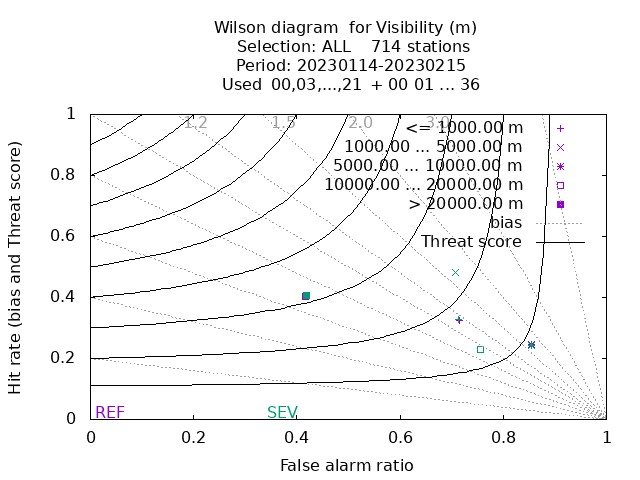 Wilson diagram  for Visibility (m)
Selection: ALL    714 stations
Period: 20230114-20230215
Used  00,03,...,21  + 00 01 ... 36
1.2 1.5 2.0 3.0
<= 1000.00 m
1000.00 ... 5000.00 m
5000.00 ... 10000.00 m
10000.00 ... 20000.00 m
> 20000.00 m
bias
Threat score
1
0.8
0.6
0.4
0.2
0
Hit rate (bias and Threat score)
REF SEV
0 0.2 0.4 0.6 0.8 1
False alarm ratio